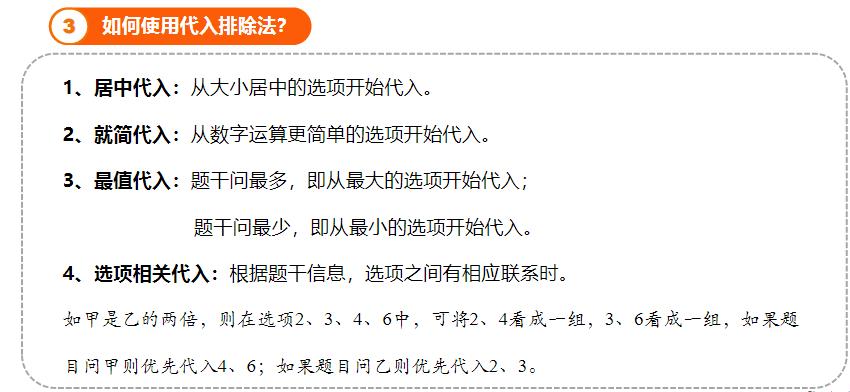 3 如何使用代入排除法？
1、居中代入：从大小居中的选项开始代入。
2、就简代入：从数字运算更简单的选项开始代入。
3、最值代入：题干问最多，即从最大的选项开始代入；
题干问最少，即从最小的选项开始代入。
4、选项相关代入：根据题干信息，选项之间有相应联系时。
如甲是乙的两倍，则在选项2、3、4、6中，可将2、4看成一组，3、6看成一组，如果题
目问甲则优先代入4、6；如果题目问乙则优先代入2、3。